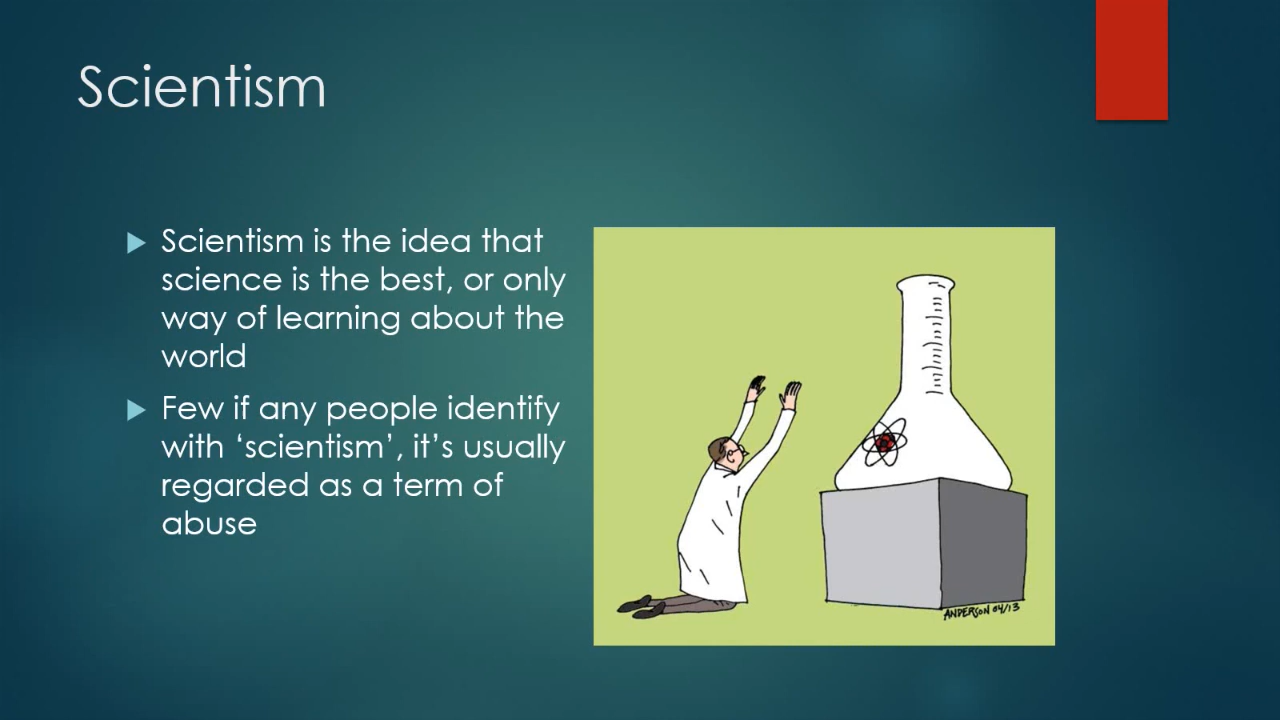 Scientism
Scientism is the idea that
science is the best, or only
way of learning about the
world
Few if any people identify
with ‘scientism’, it’s usually
regarded as a term of
abuse
ANDERSON 04/13